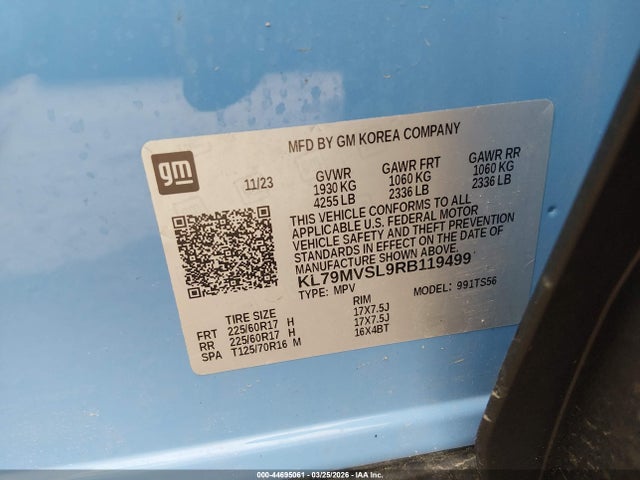 MFD BY GM KOREA COMPANY
gm
11/23
GVWR GAWR FRT GAWR RR
1930 KG 1060 KG 1060 KG
4255 LB 2336 LB 2336 LB
THIS VEHICLE CONFORMS TO ALL
APPLICABLE U.S. FEDERAL MOTOR
VEHICLE SAFETY AND THEFT PREVENTION
STANDARDS IN EFFECT ON THE DATE OF
MANUFACTURE SHOWN ABOVE.
KL79MVSL9RB119499
TYPE: MPV MODEL: 991TS56
TIRE SIZE RIM
FRT 225/60R17 H 17X7.5J
RR 225/60R17 H 17X7.5J
SPA T125/70R16 M 16X4BT
000-44695061 - 03/25/2026 - COPYRIGHT IAA, LLC.